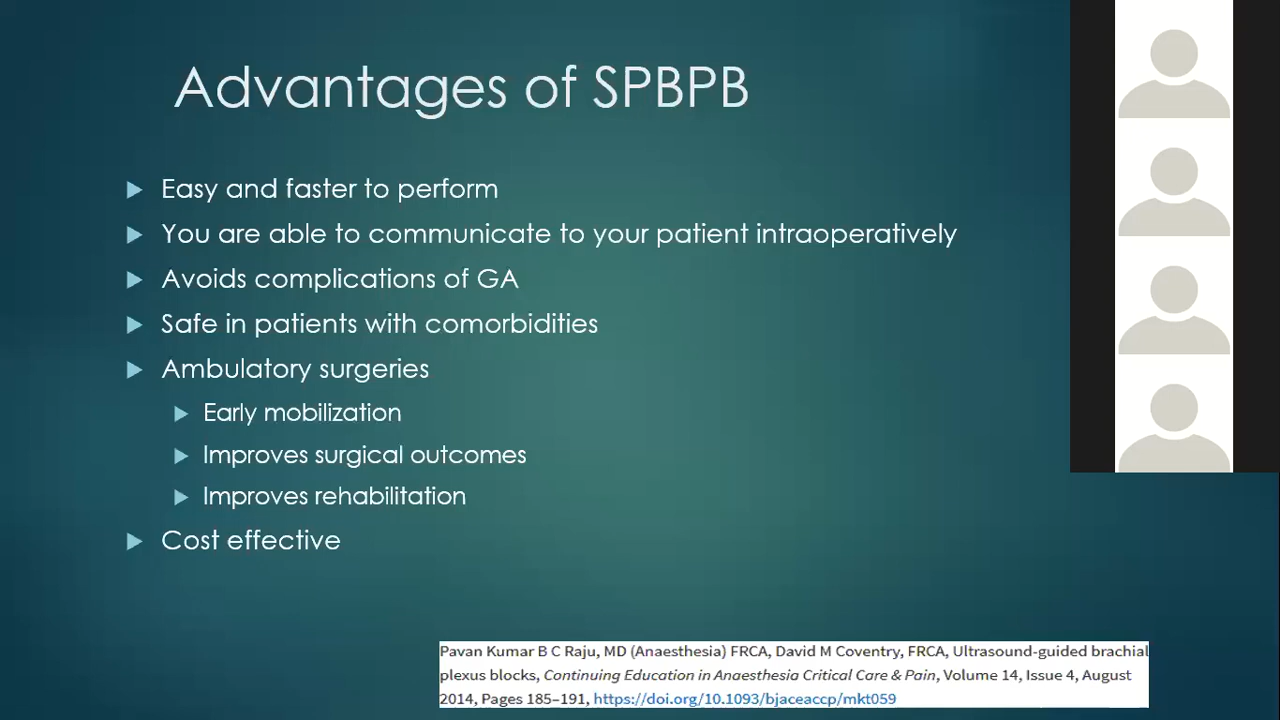 Advantages of SPBPB
Easy and faster to perform
You are able to communicate to your patient intraoperatively
Avoids complications of GA
Safe in patients with comorbidities
Ambulatory surgeries
Early mobilization
Improves surgical outcomes
Improves rehabilitation
Cost effective
Pavan Kumar B C Raju, MD (Anaesthesia) FRCA, David M Coventry, FRCA, Ultrasound-guided brachial
plexus blocks, Continuing Education in Anaesthesia Critical Care & Pain, Volume 14, Issue 4, August
2014, Pages 185–191, https://doi.org/10.1093/bjaceaccp/mkt059